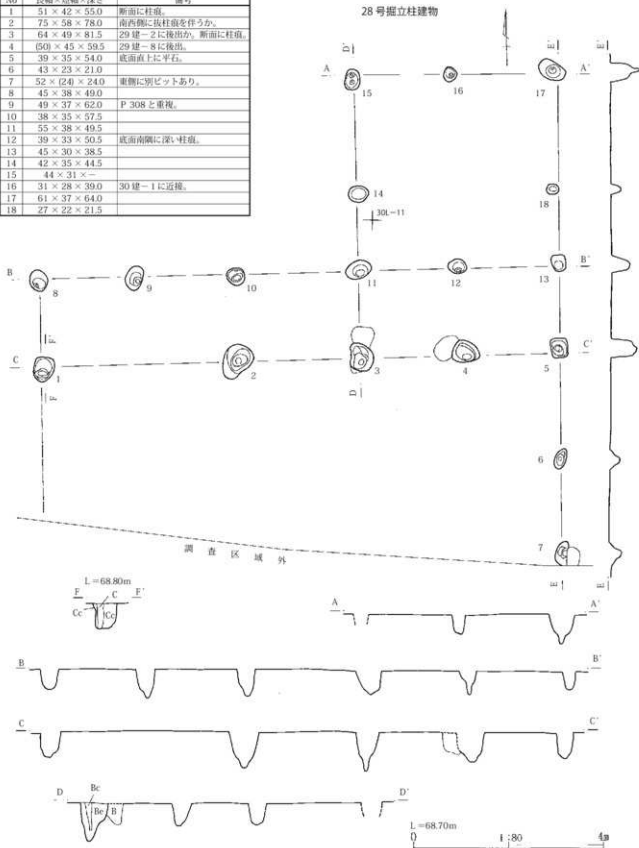 No 長軸×短軸×深さ 備考
1 51 × 42 × 55.0 断面に柱痕。
2 75 × 58 × 78.0 南西側に抜柱痕を伴うか。
3 64 × 49 × 81.5 29建－2に後出か。断面に柱痕。
4 (50) × 45 × 59.5 29建－8に後出。
5 39 × 35 × 54.0 底面直上に平石。
6 43 × 23 × 21.0
7 52 × (24) × 24.0 東側に別ピットあり。
8 45 × 38 × 49.0
9 49 × 37 × 62.0 P 308と重複。
10 38 × 35 × 57.5
11 55 × 38 × 49.5
12 39 × 33 × 50.5 底面南隅に深い柱痕。
13 45 × 30 × 38.5
14 42 × 35 × 44.5
15 44 × 31 × －
16 31 × 28 × 39.0 30建－1に近接。
17 61 × 37 × 64.0
18 27 × 22 × 21.5
28号掘立柱建物
D' E' E'
A 15 16 17 A'
14 18
30L－11
B 8 9 10 11 12 13 B'
F'
C 1 2 3 4 5 C'
F D
6
7
調査区域外
E E
L＝68.80m
F C F'
Cc Cc
A A'
B B'
C C'
D Bc D'
Be B
L＝68.70m
0 1:80 4m